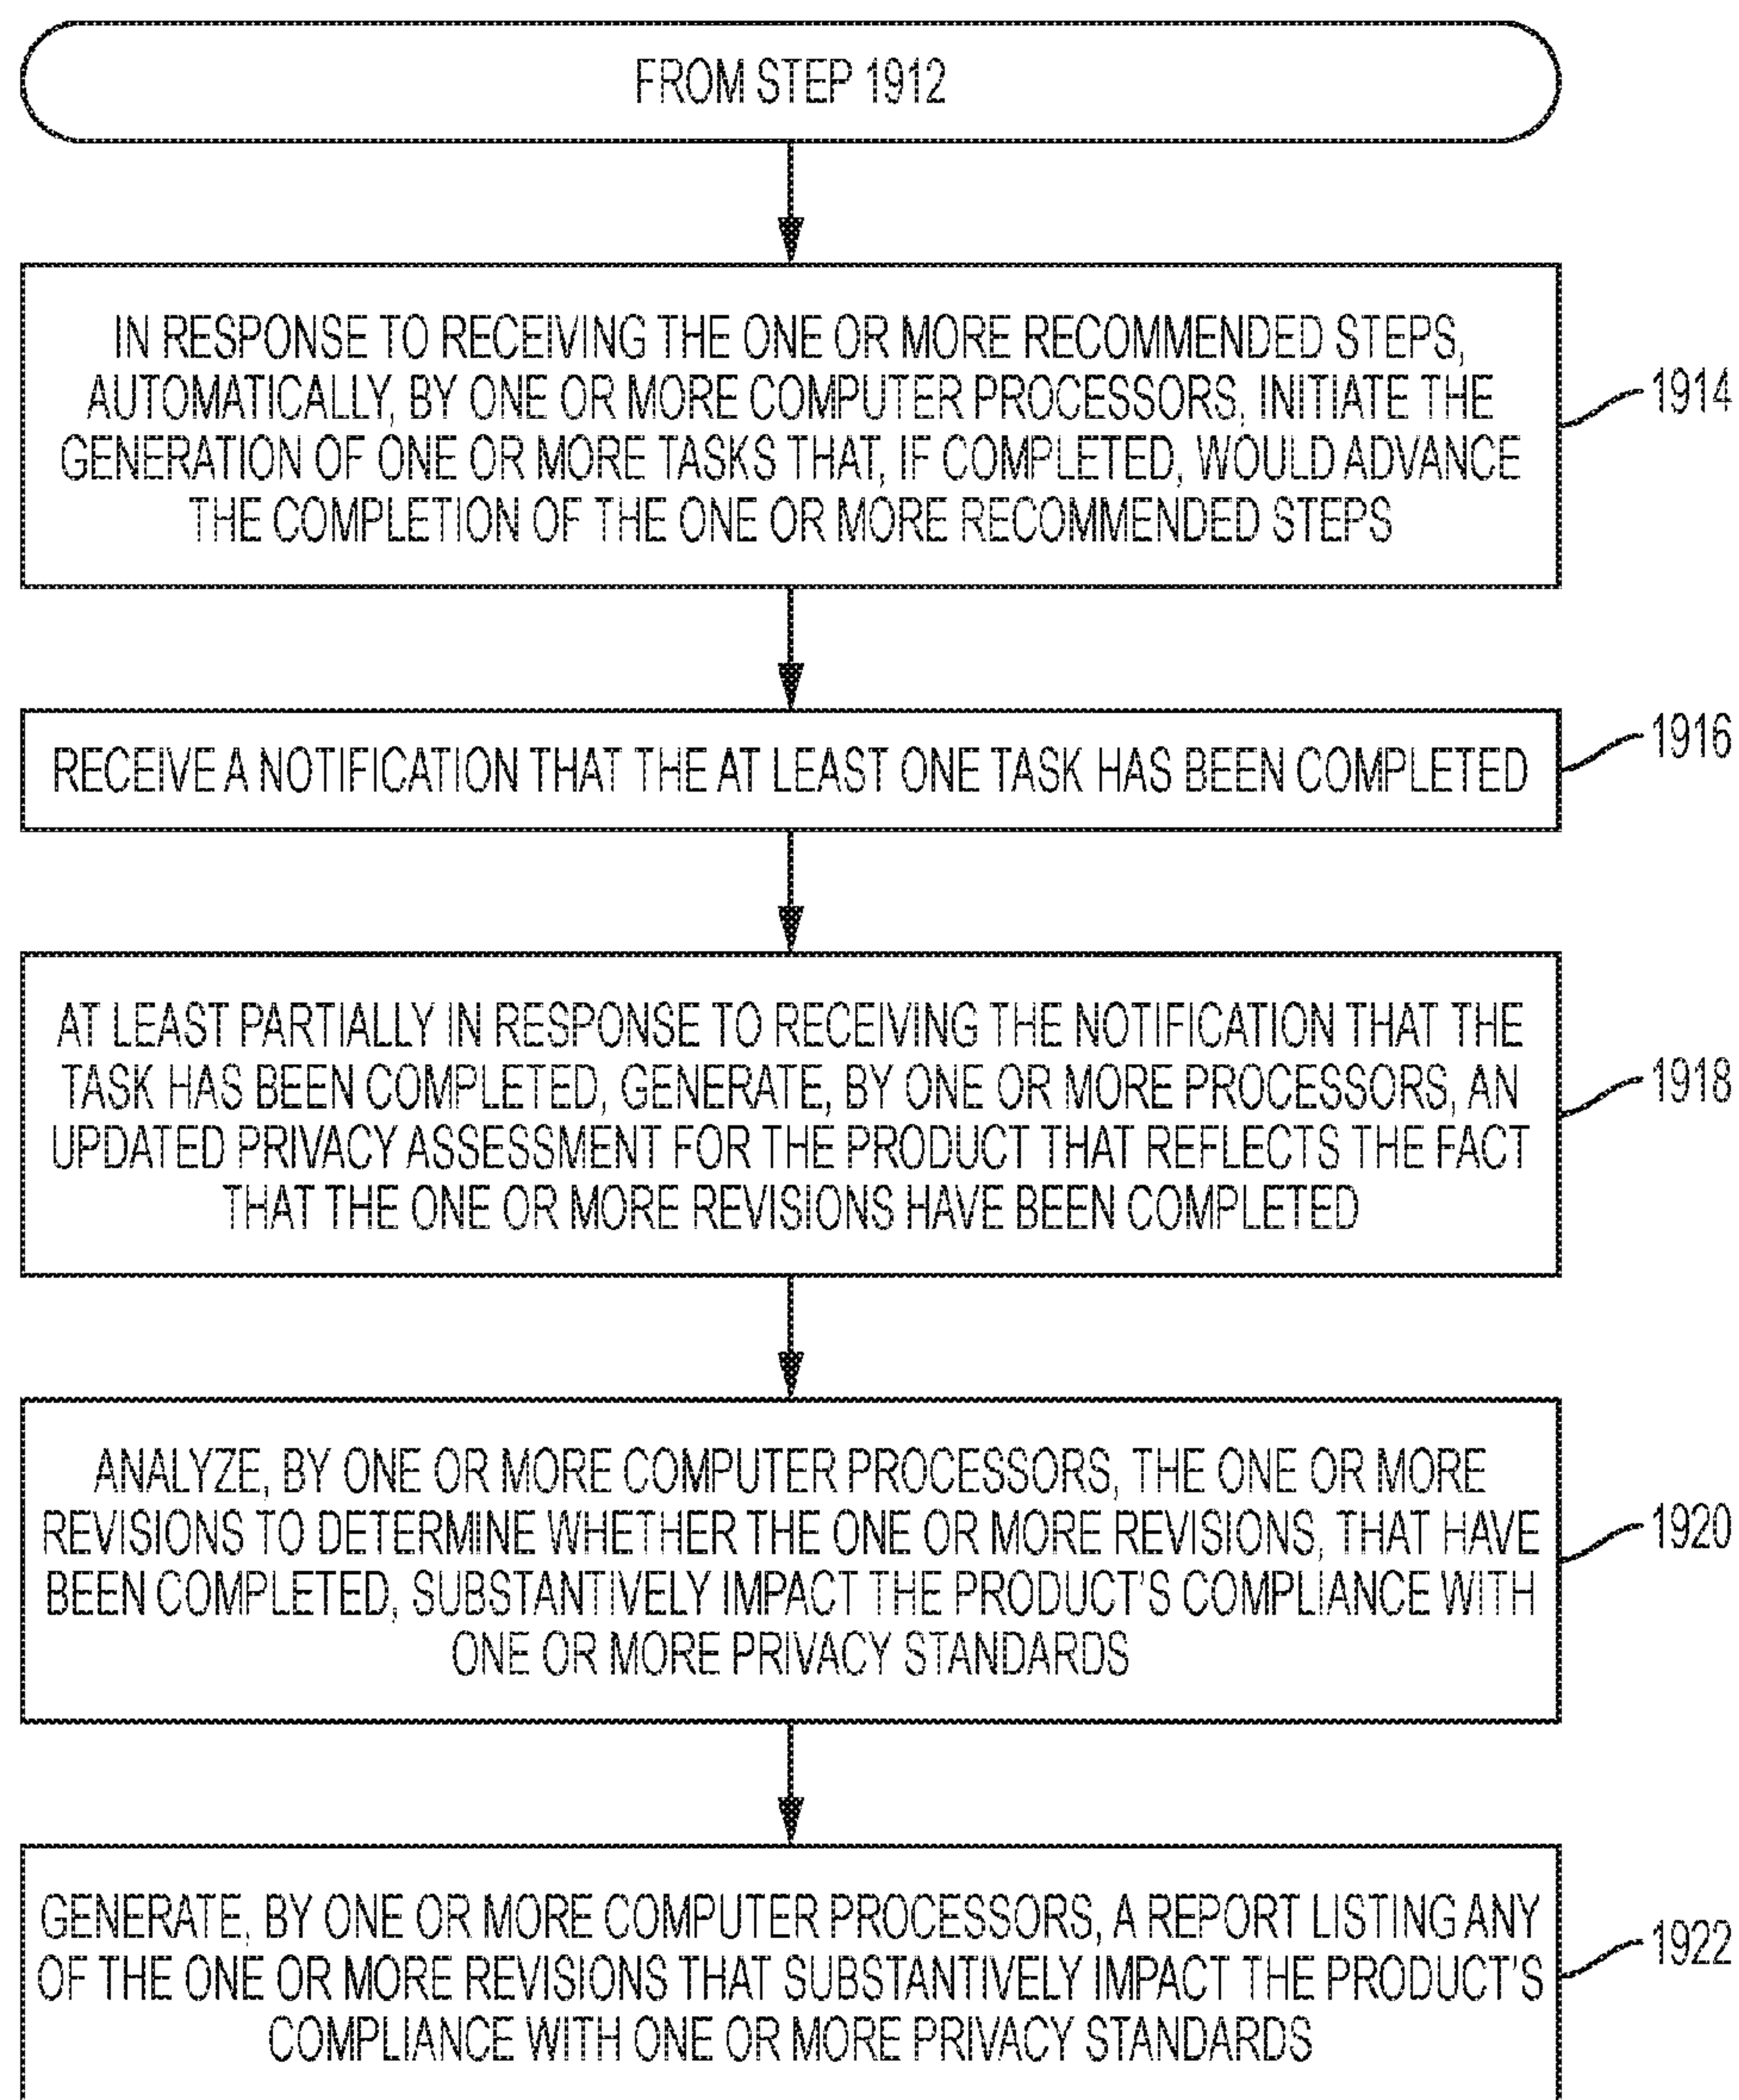 FROM STEP 1912
IN RESPONSE TO RECEIVING THE ONE OR MORE RECOMMENDED STEPS,
AUTOMATICALLY, BY ONE OR MORE COMPUTER PROCESSORS, INITIATE THE
GENERATION OF ONE OR MORE TASKS THAT, IF COMPLETED, WOULD ADVANCE
THE COMPLETION OF THE ONE OR MORE RECOMMENDED STEPS
1914
RECEIVE A NOTIFICATION THAT THE AT LEAST ONE TASK HAS BEEN COMPLETED
1916
AT LEAST PARTIALLY IN RESPONSE TO RECEIVING THE NOTIFICATION THAT THE
TASK HAS BEEN COMPLETED, GENERATE, BY ONE OR MORE PROCESSORS, AN
UPDATED PRIVACY ASSESSMENT FOR THE PRODUCT THAT REFLECTS THE FACT
THAT THE ONE OR MORE REVISIONS HAVE BEEN COMPLETED
1918
ANALYZE, BY ONE OR MORE COMPUTER PROCESSORS, THE ONE OR MORE
REVISIONS TO DETERMINE WHETHER THE ONE OR MORE REVISIONS, THAT HAVE
BEEN COMPLETED, SUBSTANTIVELY IMPACT THE PRODUCT'S COMPLIANCE WITH
ONE OR MORE PRIVACY STANDARDS
1920
GENERATE, BY ONE OR MORE COMPUTER PROCESSORS, A REPORT LISTING ANY
OF THE ONE OR MORE REVISIONS THAT SUBSTANTIVELY IMPACT THE PRODUCT'S
COMPLIANCE WITH ONE OR MORE PRIVACY STANDARDS
1922